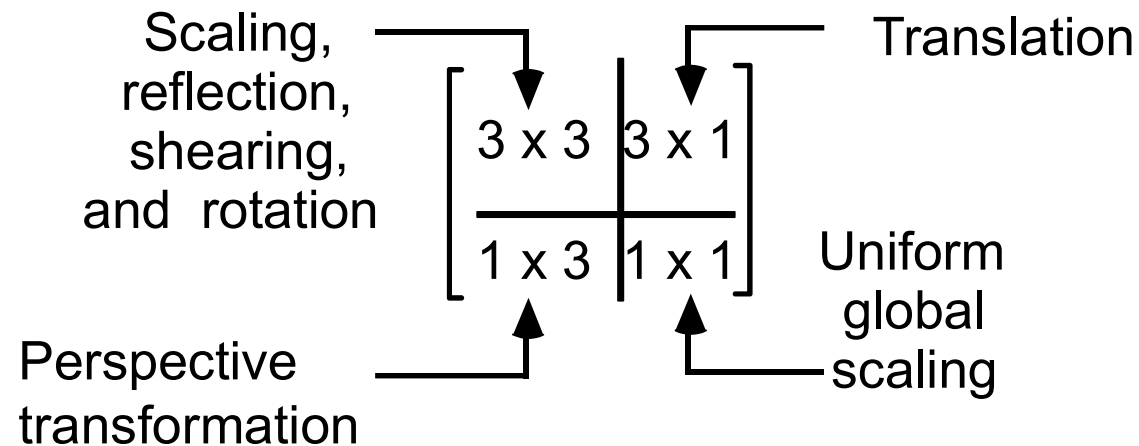 Scaling,
reflection,
shearing,
and rotation
Translation
3 x 3 3 x 1
1 x 3 1 x 1
Perspective
transformation
Uniform
global
scaling